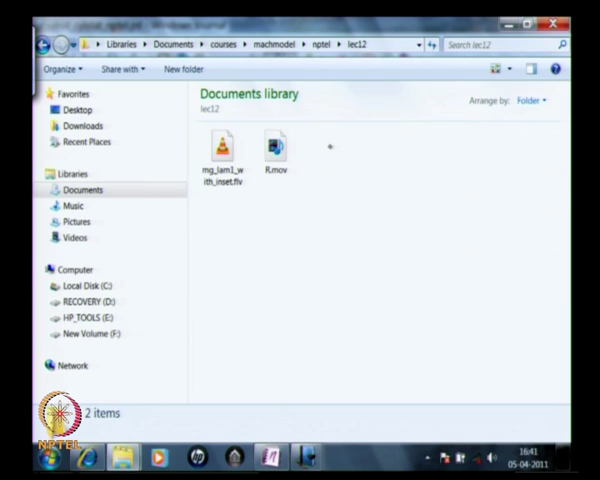 Libraries ▸ Documents ▸ courses ▸ machmodel ▸ nptel ▸ lec12
Search lec12
Organize
Share with
New folder
Favorites
Desktop
Downloads
Recent Places
Libraries
Documents
Music
Pictures
Videos
Computer
Local Disk (C:)
RECOVERY (D:)
HP_TOOLS (E:)
New Volume (F:)
Network
Documents library
lec12
Arrange by: Folder
mg_lam1_w
ith_inset.flv
R.mov
2 items
NPTEL
16:41
05-04-2011